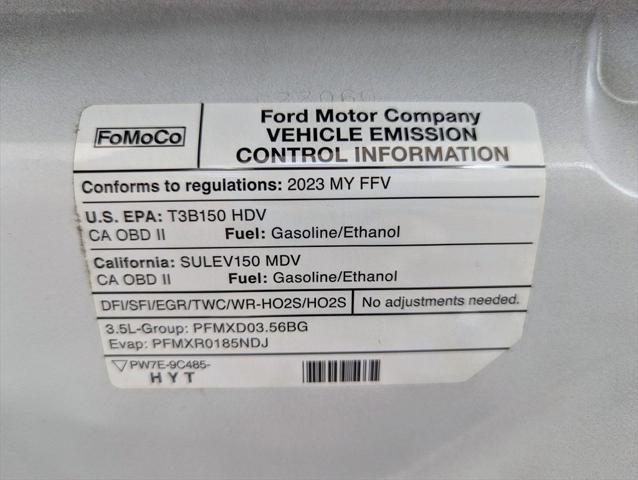 FoMoCo
Ford Motor Company
VEHICLE EMISSION
CONTROL INFORMATION
Conforms to regulations: 2023 MY FFV
U.S. EPA: T3B150 HDV
CA OBD II Fuel: Gasoline/Ethanol
California: SULEV150 MDV
CA OBD II Fuel: Gasoline/Ethanol
DFI/SFI/EGR/TWC/WR-HO2S/HO2S No adjustments needed.
3.5L-Group: PFMXD03.56BG
Evap: PFMXR0185NDJ
PW7E-9C485-
HYT